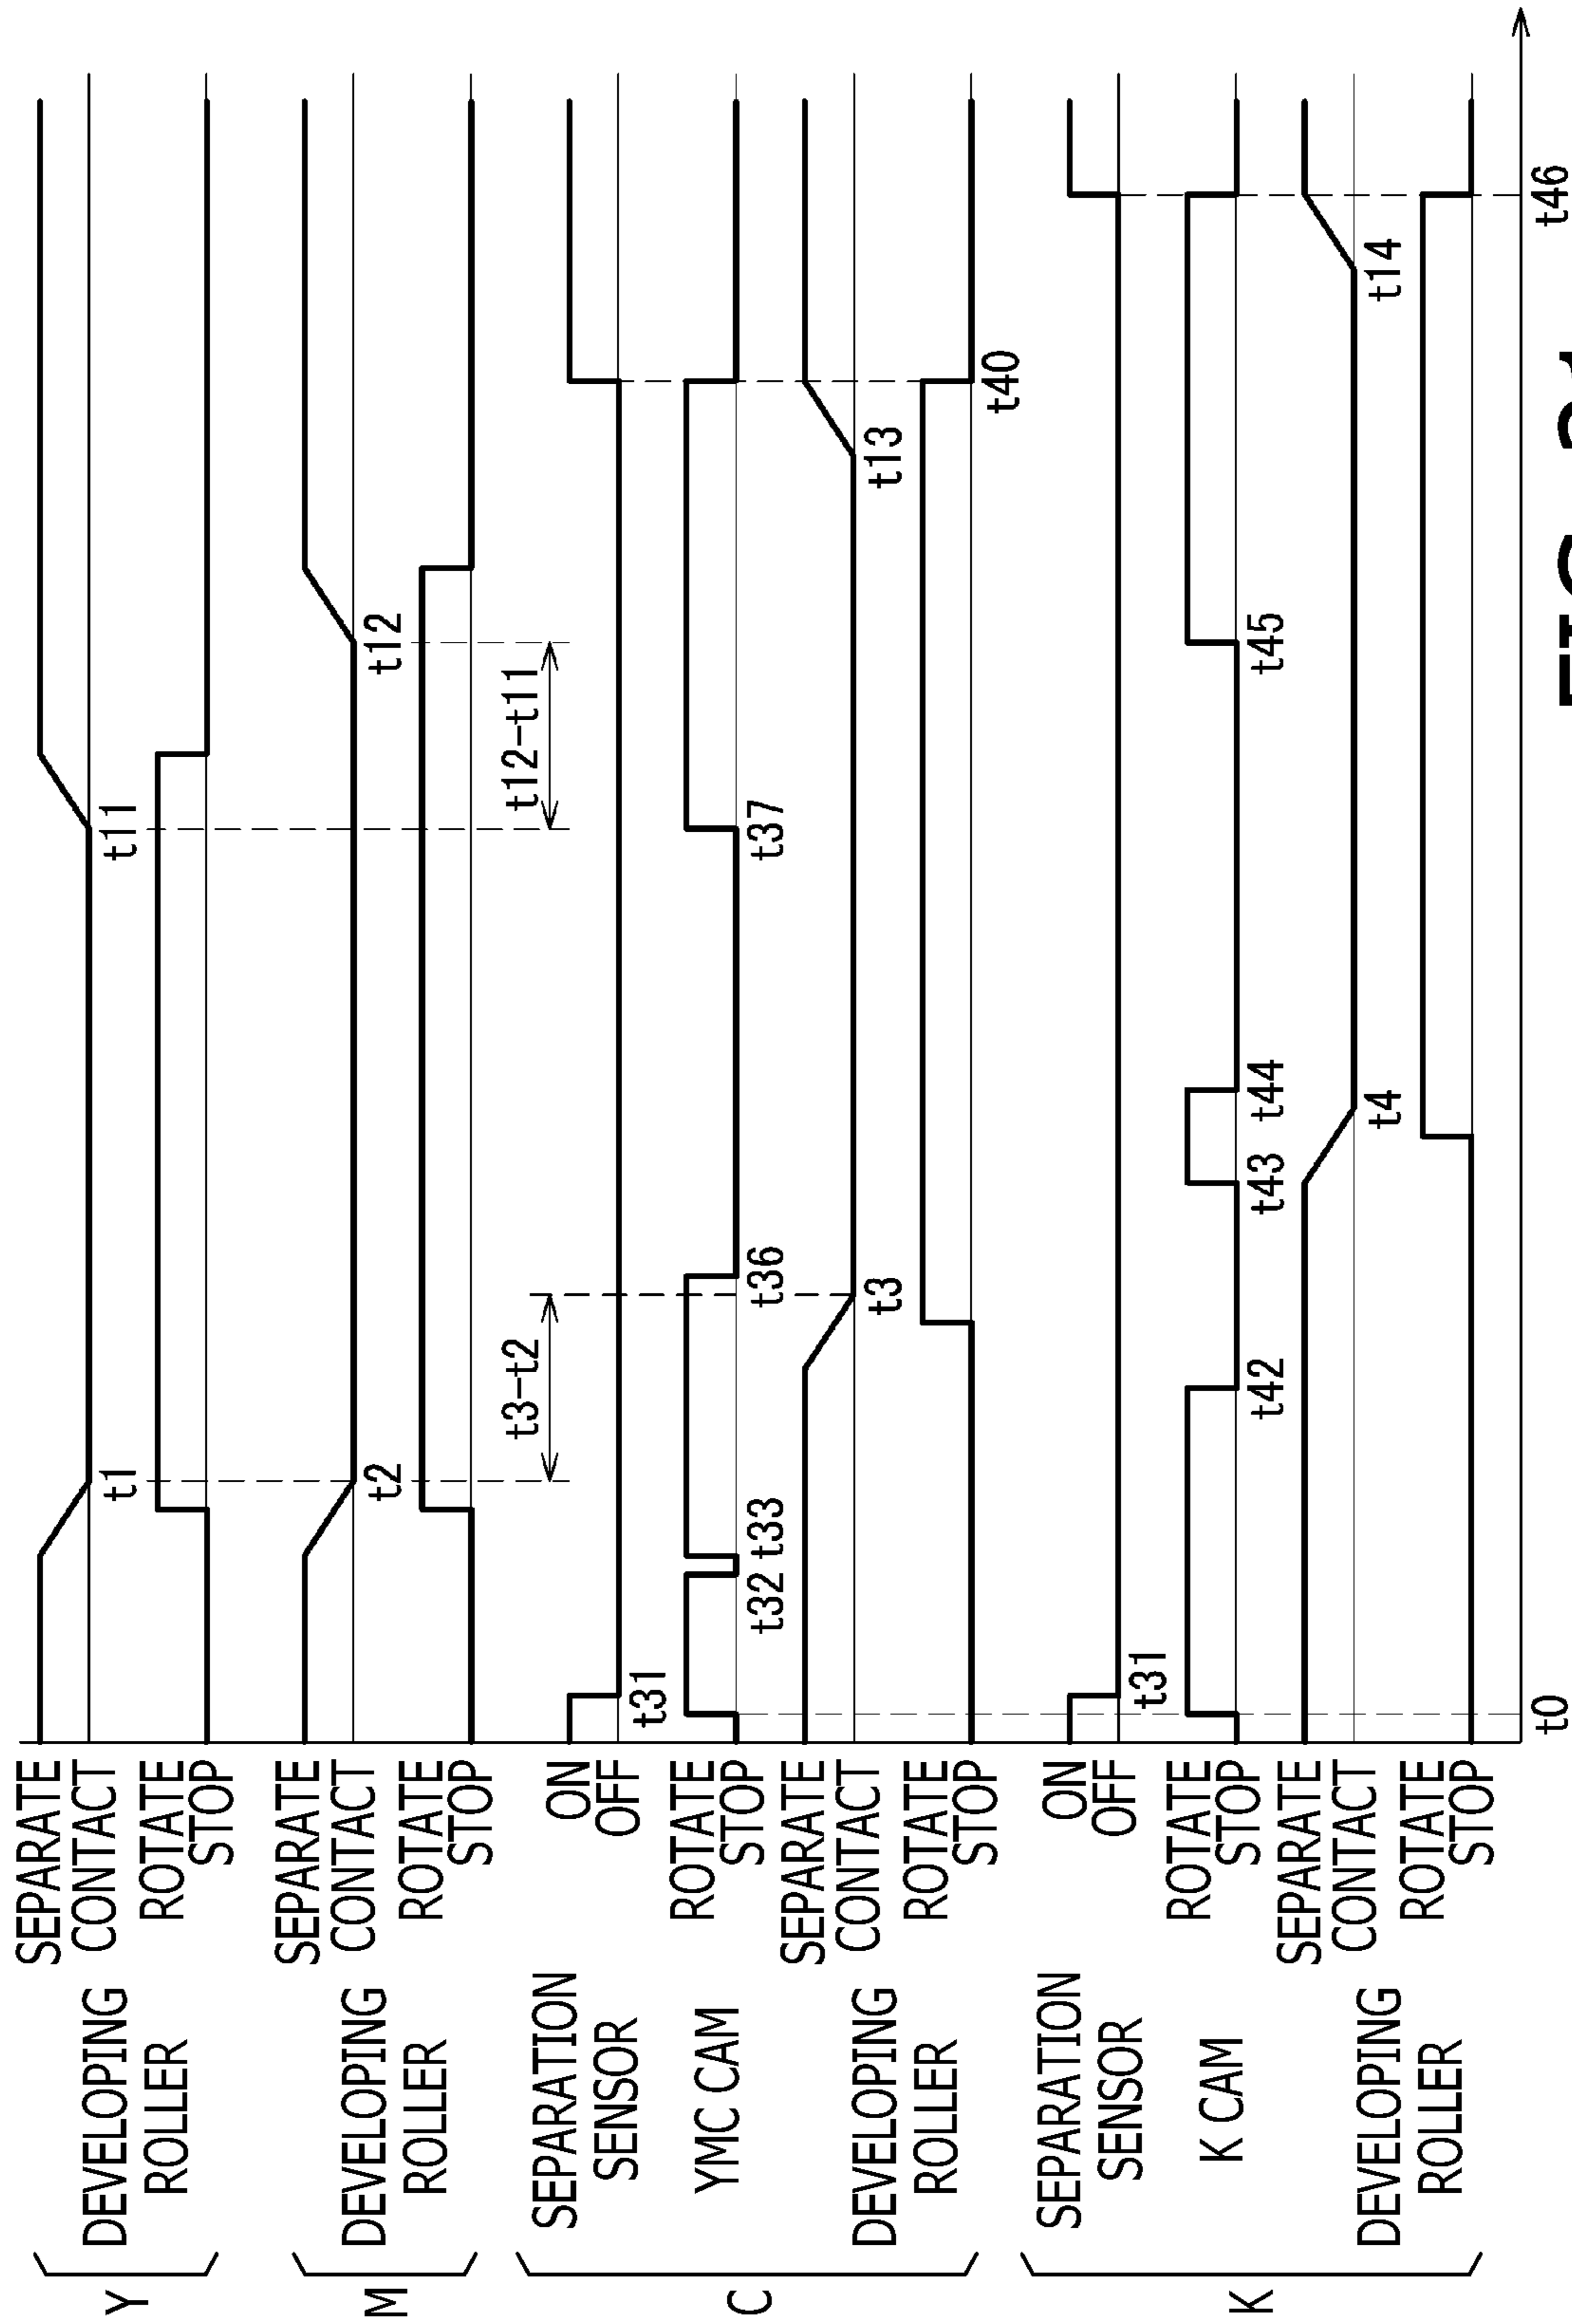 Y
DEVELOPING
ROLLER
SEPARATE
CONTACT
ROTATE
STOP
t1
t11
M
DEVELOPING
ROLLER
SEPARATE
CONTACT
ROTATE
STOP
t2
t12
C
SEPARATION
SENSOR
ON
OFF
t31
t3−t2
t12−t11
YMC CAM
ROTATE
STOP
t32
t33
t36
t37
DEVELOPING
ROLLER
SEPARATE
CONTACT
ROTATE
STOP
t3
t13
t40
K
SEPARATION
SENSOR
ON
OFF
t31
K CAM
ROTATE
STOP
t42
t43
t44
t45
DEVELOPING
ROLLER
SEPARATE
CONTACT
ROTATE
STOP
t4
t14
t0
t46